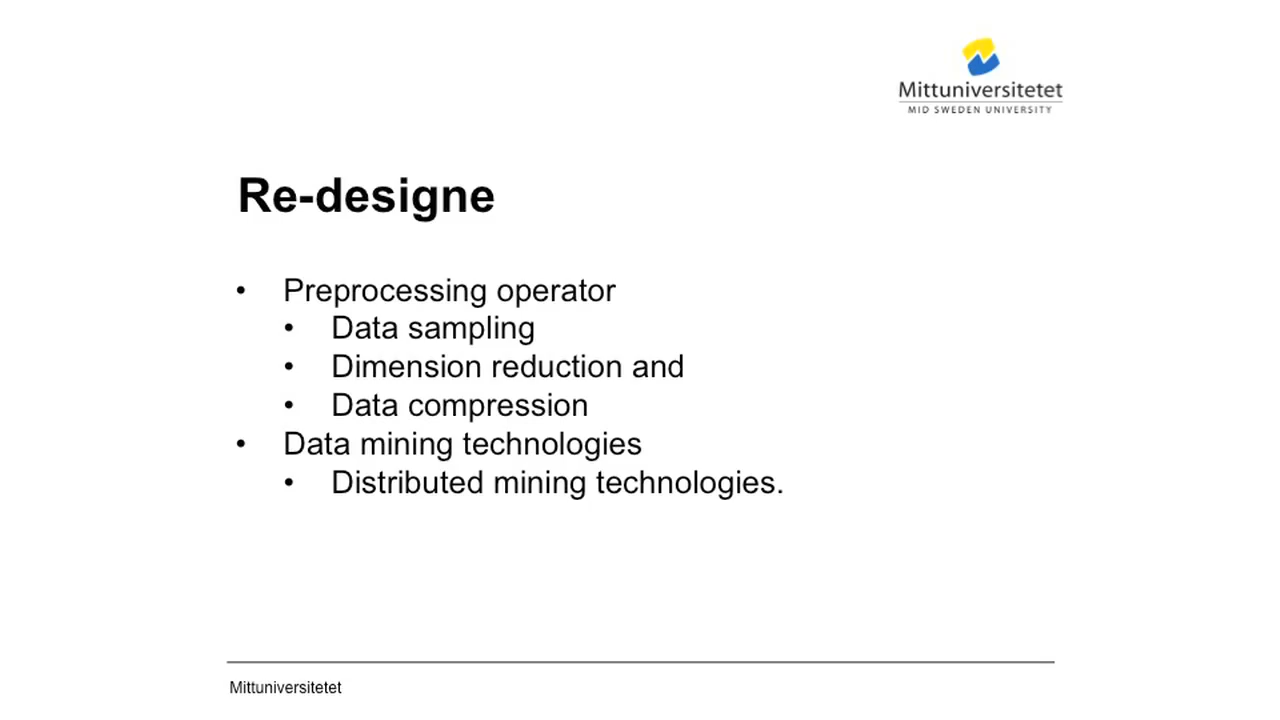 Mittuniversitetet
MID SWEDEN UNIVERSITY
Re-designe
• Preprocessing operator
• Data sampling
• Dimension reduction and
• Data compression
• Data mining technologies
• Distributed mining technologies.
Mittuniversitetet